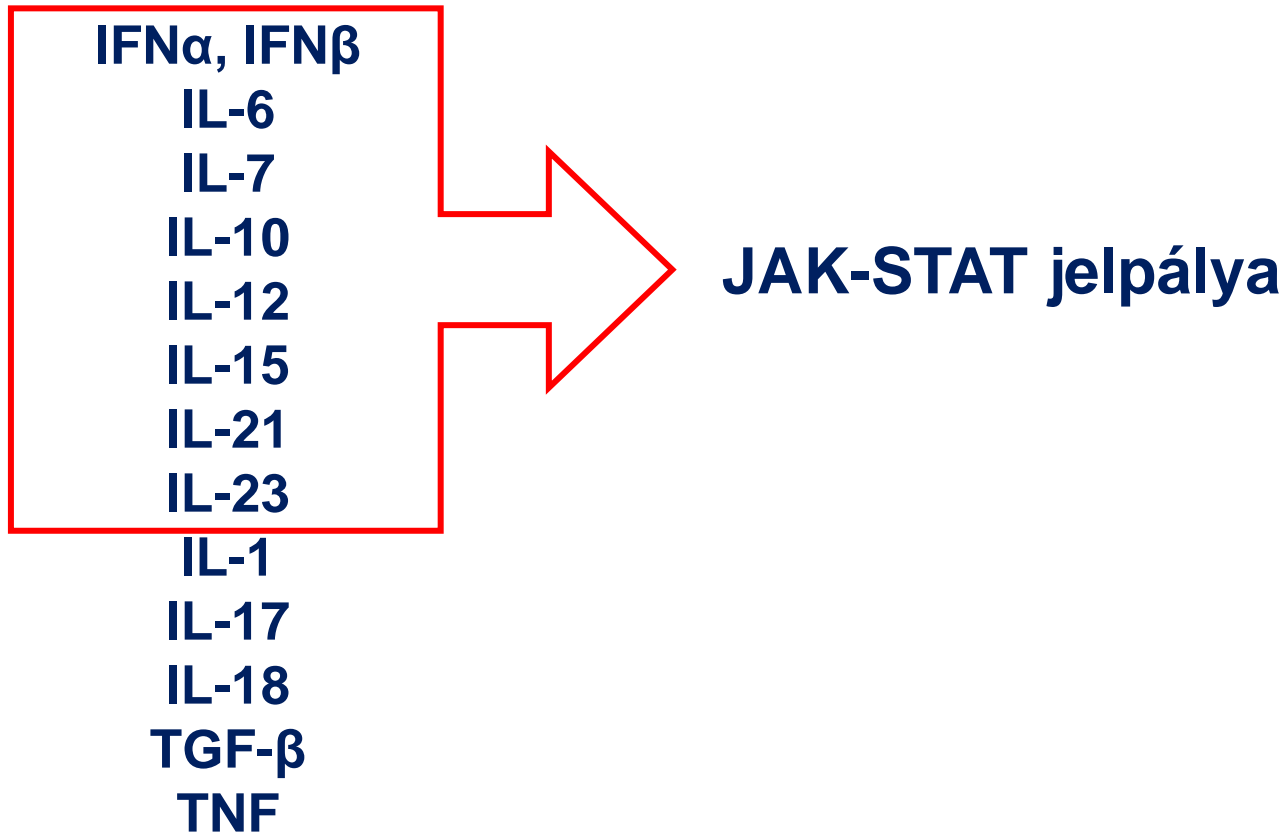 IFNα, IFNβ
IL-6
IL-7
IL-10
IL-12
IL-15
IL-21
IL-23
IL-1
IL-17
IL-18
TGF-β
TNF
JAK-STAT jelpálya